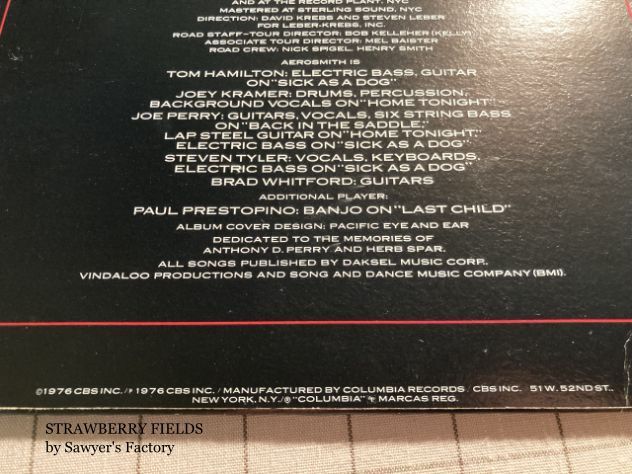 AND AT THE RECORD PLANT, NYC
MASTERED AT STERLING SOUND, NYC
DIRECTION: DAVID KREBS AND STEVEN LEBER
FOR LEBER-KREBS, INC.
ROAD STAFF-TOUR DIRECTOR: BOB KELLEHER (KELLY)
ASSOCIATE TOUR DIRECTOR: MEL BAISTER
ROAD CREW: NICK SPIGEL, HENRY SMITH
AEROSMITH IS
TOM HAMILTON: ELECTRIC BASS, GUITAR
ON "SICK AS A DOG"
JOEY KRAMER: DRUMS, PERCUSSION,
BACKGROUND VOCALS ON "HOME TONIGHT."
JOE PERRY: GUITARS, VOCALS, SIX STRING BASS
ON "BACK IN THE SADDLE,"
LAP STEEL GUITAR ON "HOME TONIGHT,"
ELECTRIC BASS ON "SICK AS A DOG"
STEVEN TYLER: VOCALS, KEYBOARDS,
ELECTRIC BASS ON "SICK AS A DOG"
BRAD WHITFORD: GUITARS
ADDITIONAL PLAYER:
PAUL PRESTOPINO: BANJO ON "LAST CHILD"
ALBUM COVER DESIGN: PACIFIC EYE AND EAR
DEDICATED TO THE MEMORIES OF
ANTHONY D. PERRY AND HERB SPAR.
ALL SONGS PUBLISHED BY DAKSEL MUSIC CORP.,
VINDALOO PRODUCTIONS AND SONG AND DANCE MUSIC COMPANY (BMI).
©1976 CBS INC./℗ 1976 CBS INC. / MANUFACTURED BY COLUMBIA RECORDS / CBS INC. 51 W. 52ND ST.,
NEW YORK, N.Y./® "COLUMBIA" MARCAS REG.
STRAWBERRY FIELDS
by Sawyer's Factory